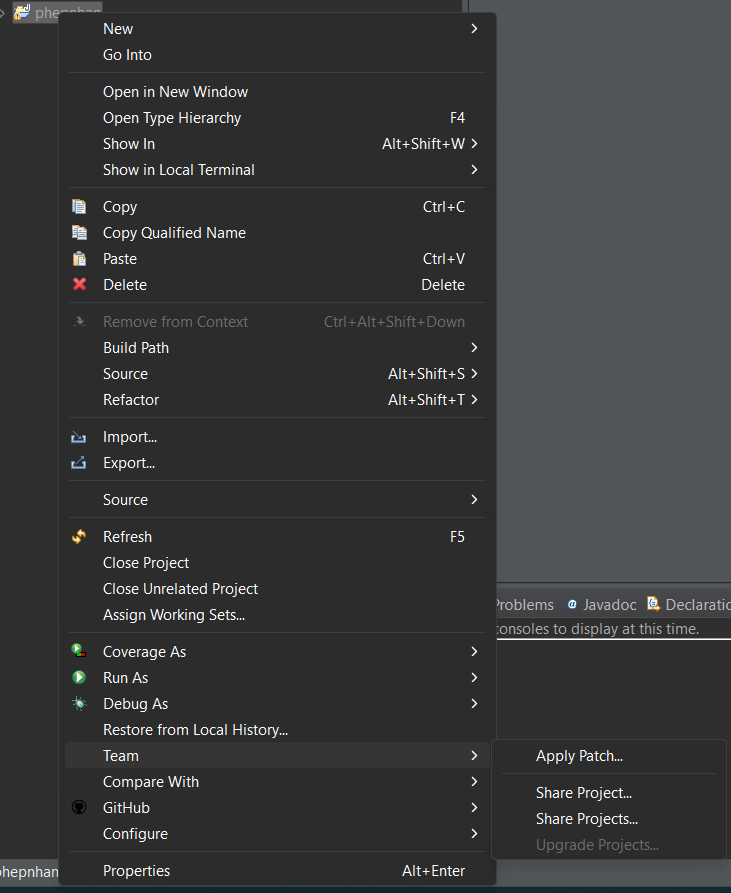 phepnhan
New
Go Into
Open in New Window
Open Type Hierarchy F4
Show In Alt+Shift+W
Show in Local Terminal
Copy Ctrl+C
Copy Qualified Name
Paste Ctrl+V
Delete Delete
Remove from Context Ctrl+Alt+Shift+Down
Build Path
Source Alt+Shift+S
Refactor Alt+Shift+T
Import...
Export...
Source
Refresh F5
Close Project
Close Unrelated Project
Assign Working Sets...
Problems Javadoc Declaratio
consoles to display at this time.
Coverage As
Run As
Debug As
Restore from Local History...
Team
Apply Patch...
Share Project...
Share Projects...
Upgrade Projects...
Compare With
GitHub
Configure
Properties Alt+Enter
phepnhan